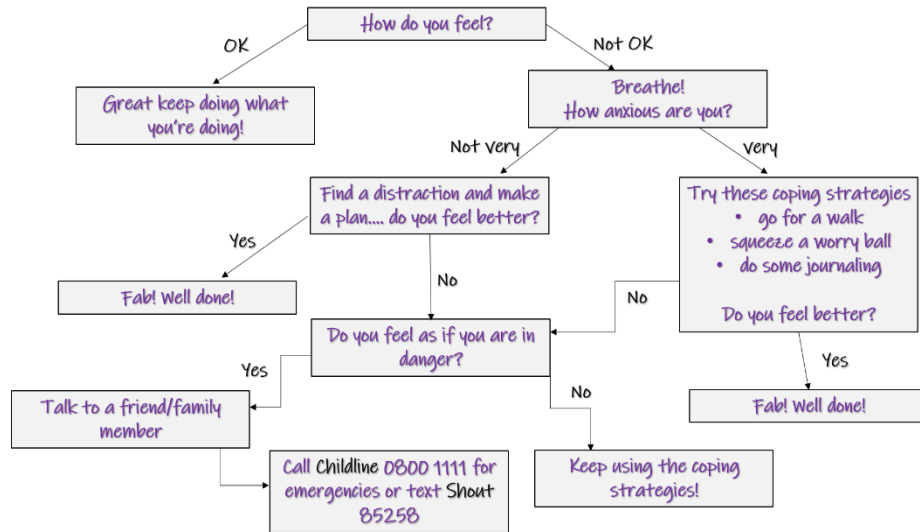 How do you feel?
OK
Not OK
Great keep doing what
you're doing!
Breathe!
How anxious are you?
Not very
very
Find a distraction and make
a plan.... do you feel better?
Try these coping strategies
• go for a walk
• squeeze a worry ball
• do some journaling
Do you feel better?
Yes
No
No
Fab! Well done!
Do you feel as if you are in
danger?
Yes
Yes
No
Fab! Well done!
Talk to a friend/family
member
Call Childline 0800 1111 for
emergencies or text Shout
85258
Keep using the coping
strategies!